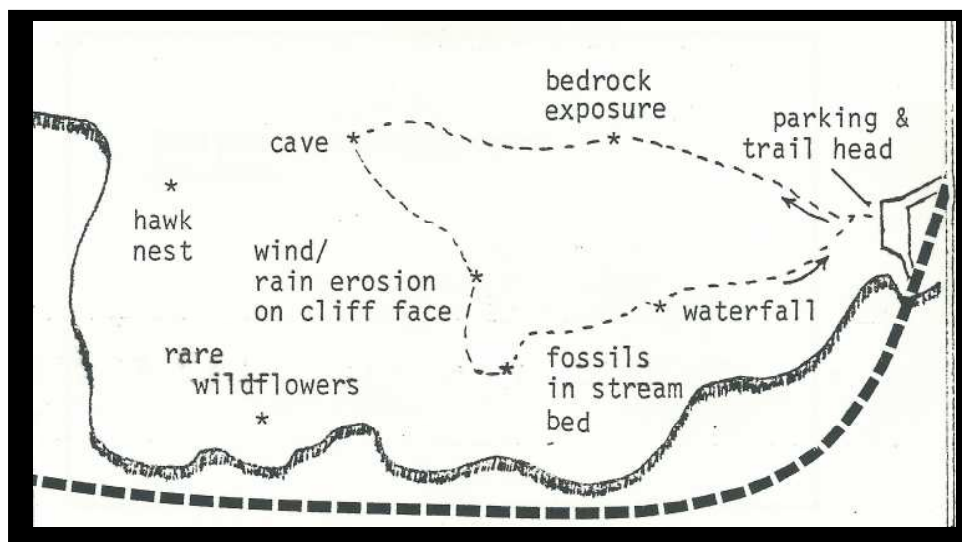 bedrock
exposure
parking &
trail head
cave
hawk
nest
wind/
rain erosion
on cliff face
waterfall
rare
wildflowers
fossils
in stream
bed